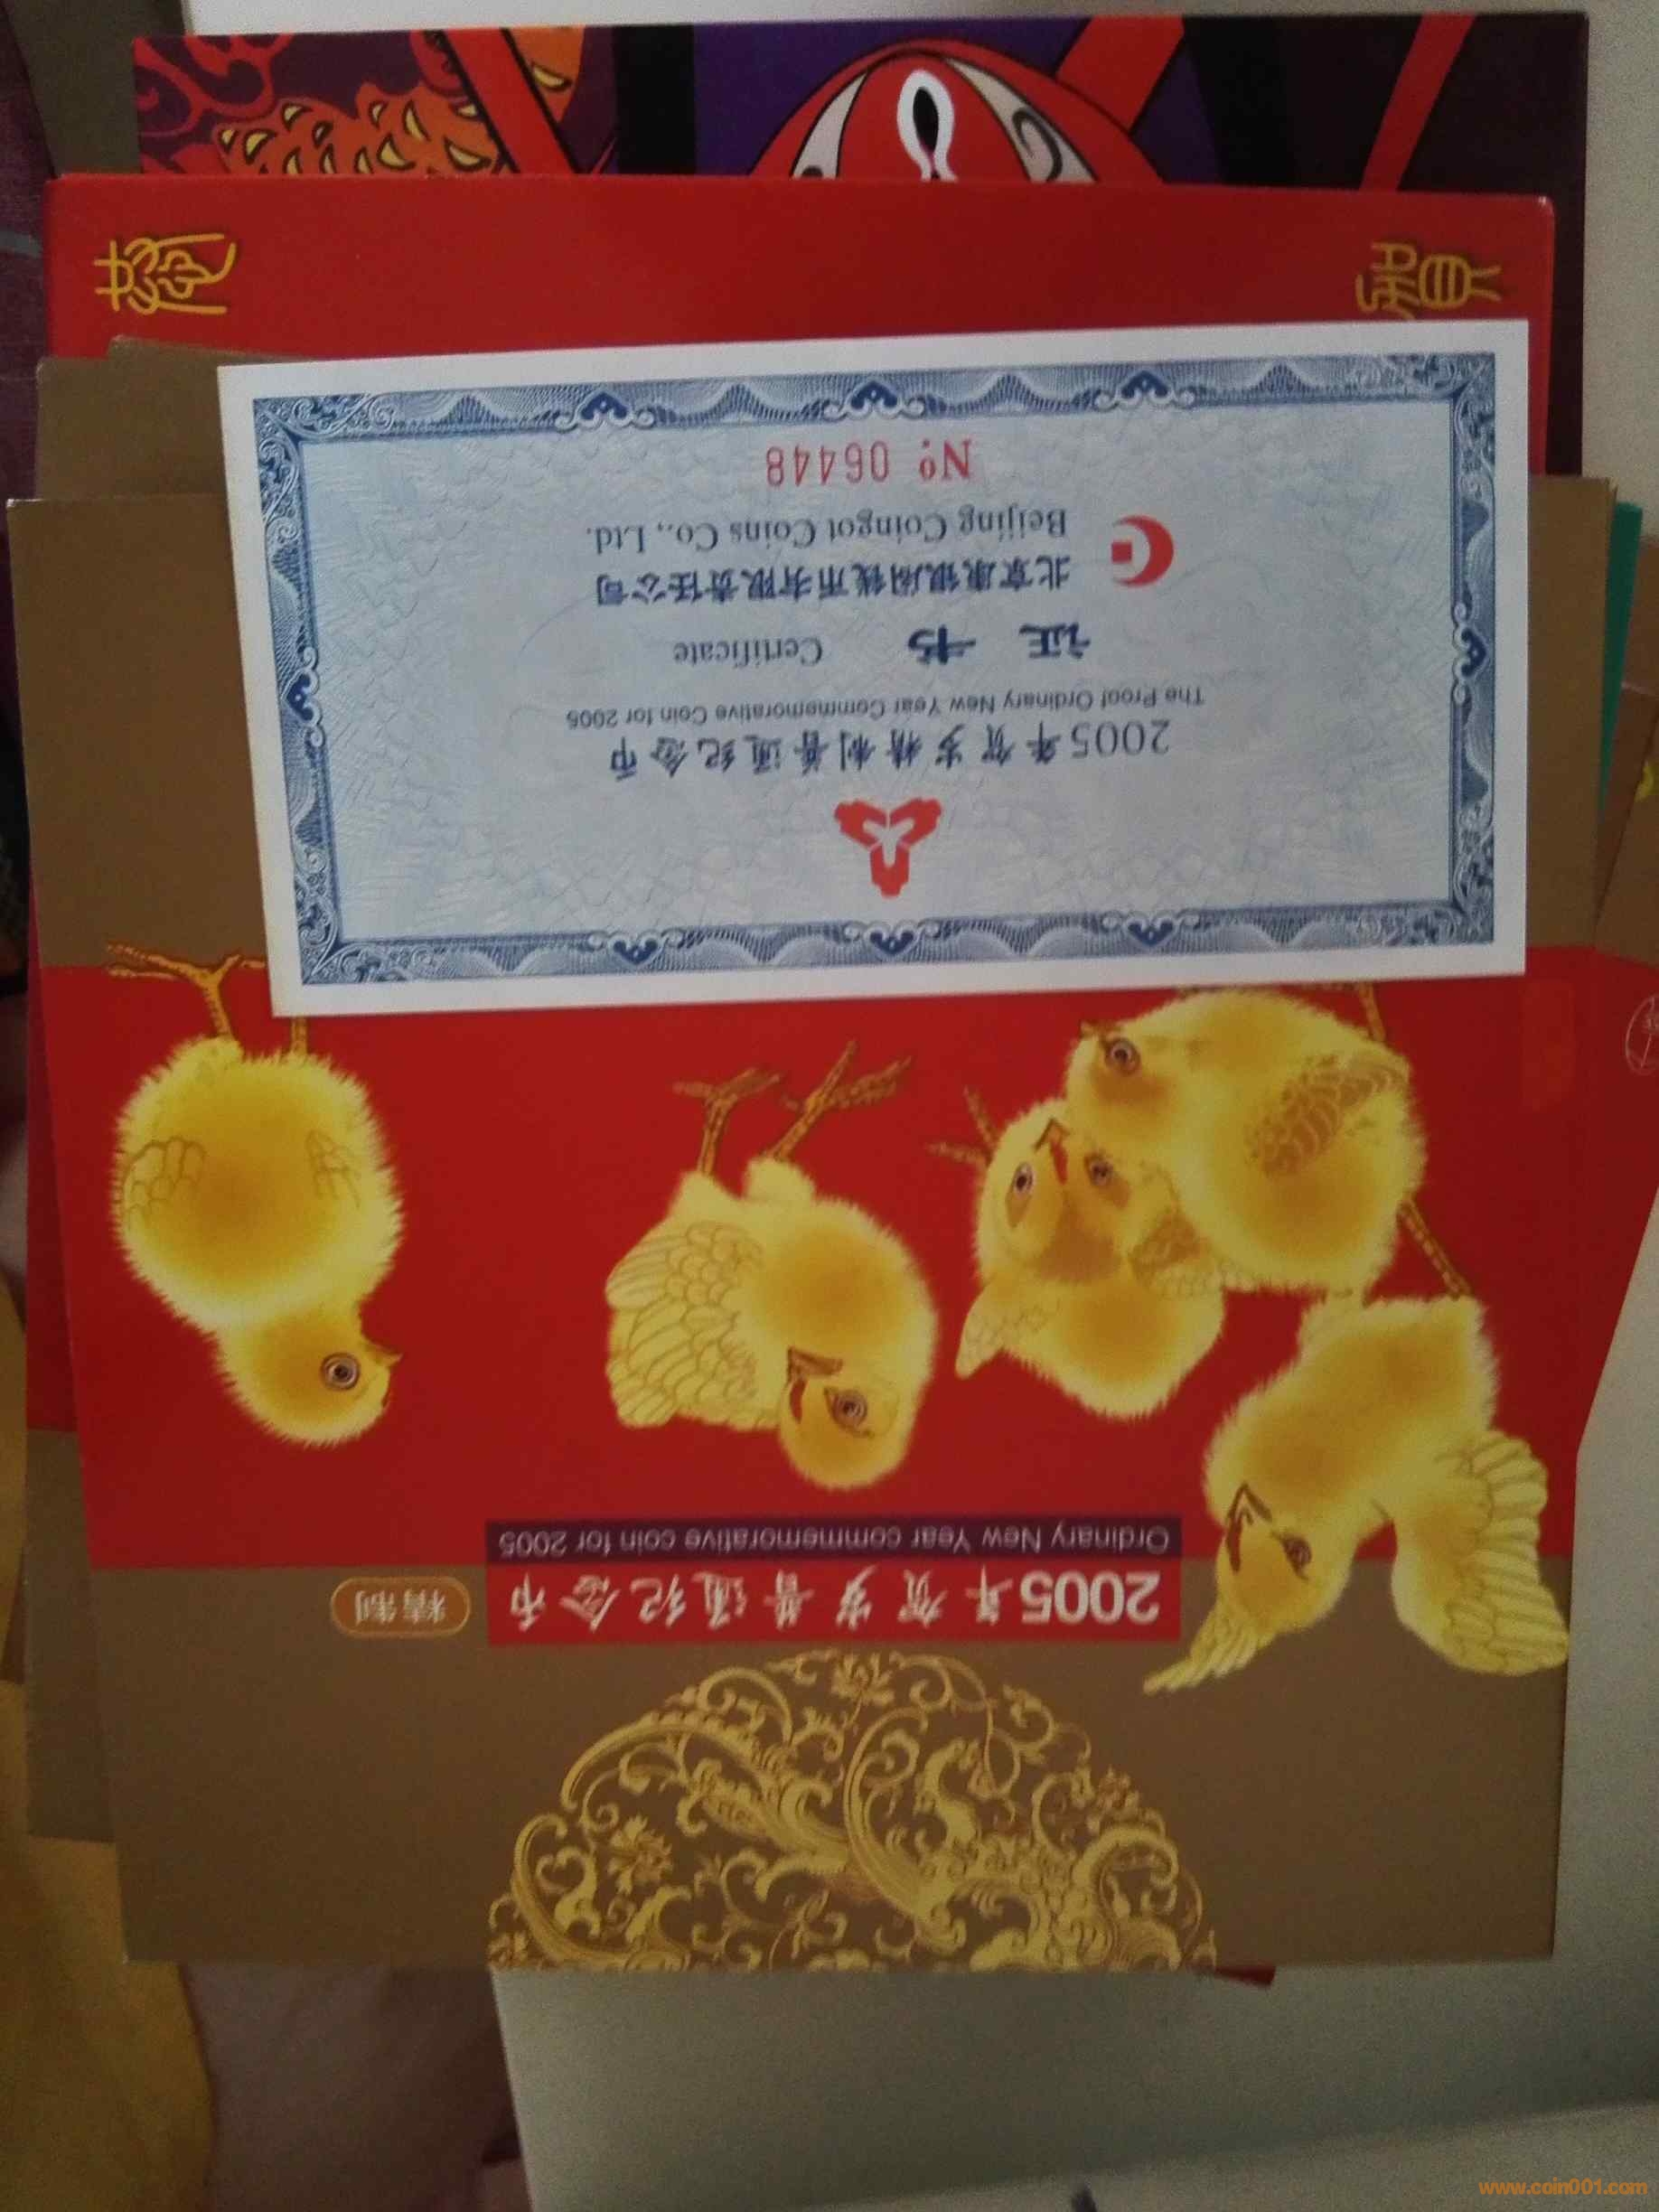 2005年贺岁精制普通纪念币
The Proof Ordinary New Year Commemorative Coin for 2005
证书 Certificate
北京康银阁钱币有限责任公司
Beijing Coingot Coins Co., Ltd.
Nº 06448
2005年贺岁普通纪念币
精制
Ordinary New Year commemorative coin for 2005
賀
www.coin001.com